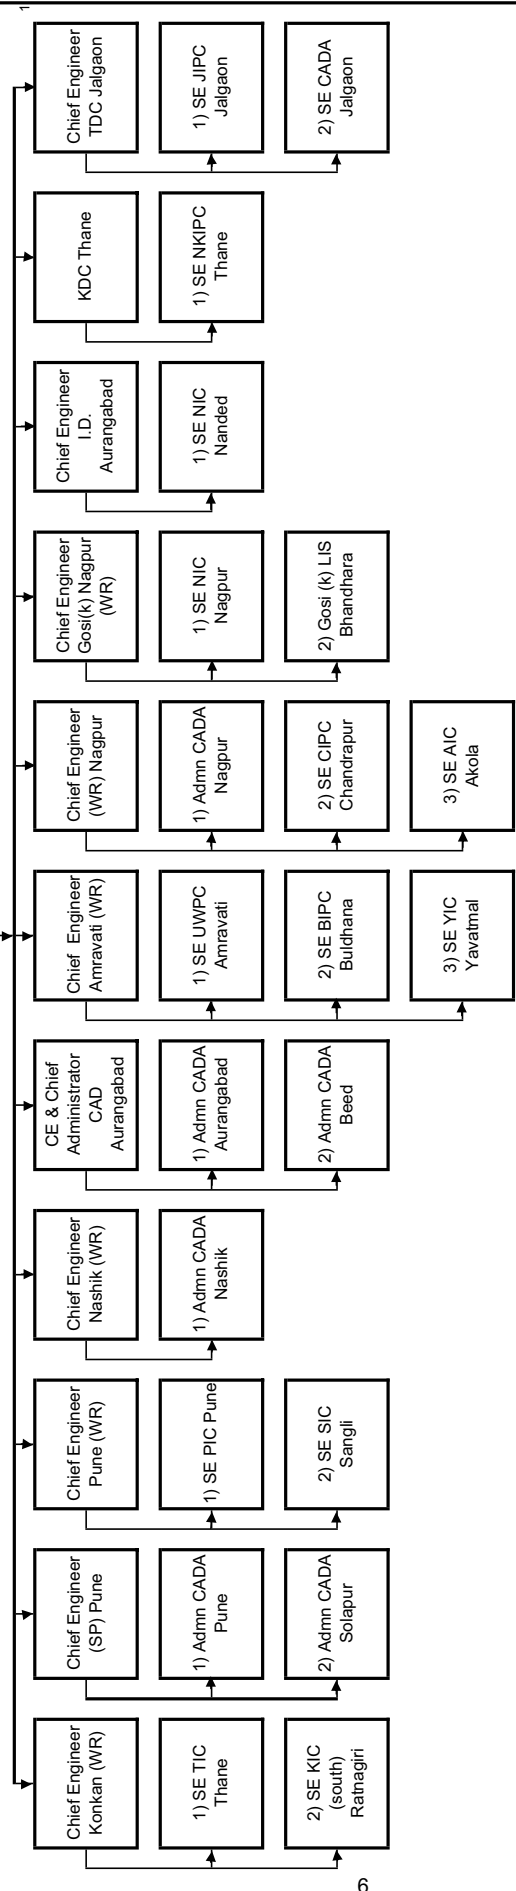 1
Chief Engineer
Konkan (WR)
1) SE TIC
Thane
2) SE KIC
(south)
Ratnagiri
Chief Engineer
(SP) Pune
1) Admn CADA
Pune
2) Admn CADA
Solapur
Chief Engineer
Pune (WR)
1) SE PIC Pune
2) SE SIC
Sangli
Chief Engineer
Nashik (WR)
1) Admn CADA
Nashik
CE & Chief
Administrator
CAD
Aurangabad
1) Admn CADA
Aurangabad
2) Admn CADA
Beed
Chief Engineer
Amravati (WR)
1) SE UWPC
Amravati
2) SE BIPC
Buldhana
3) SE YIC
Yavatmal
Chief Engineer
(WR) Nagpur
1) Admn CADA
Nagpur
2) SE CIPC
Chandrapur
3) SE AIC
Akola
Chief Engineer
Gosi(k) Nagpur
(WR)
1) SE NIC
Nagpur
2) Gosi (k) LIS
Bhandhara
Chief Engineer
I.D.
Aurangabad
1) SE NIC
Nanded
KDC Thane
1) SE NKIPC
Thane
Chief Engineer
TDC Jalgaon
1) SE JIPC
Jalgaon
2) SE CADA
Jalgaon
6